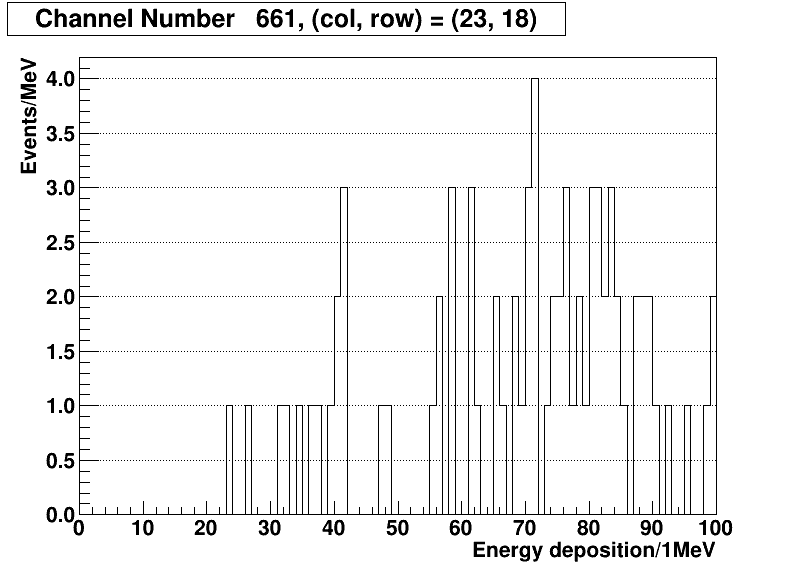 Channel Number 661, (col, row) = (23, 18)
Events/MeV
4.0
3.5
3.0
2.5
2.0
1.5
1.0
0.5
0.0
0 10 20 30 40 50 60 70 80 90 100
Energy deposition/1MeV